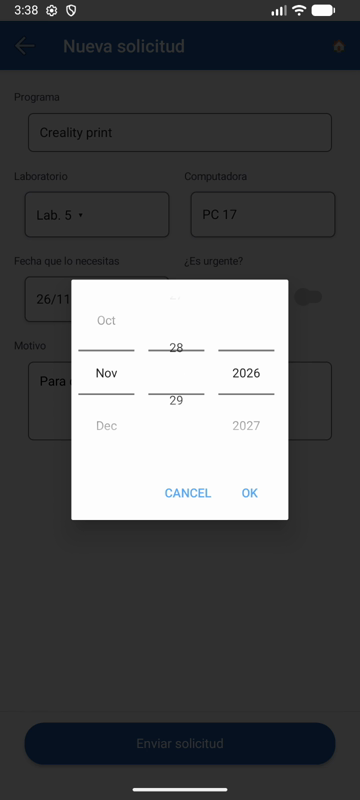 3:38
Nueva solicitud
Programa
Creality print
Laboratorio
Computadora
Lab. 5
PC 17
Fecha que lo necesitas
¿Es urgente?
26/11
Motivo
Para
Oct
28
Nov
2026
29
Dec
2027
CANCEL
OK
Enviar solicitud